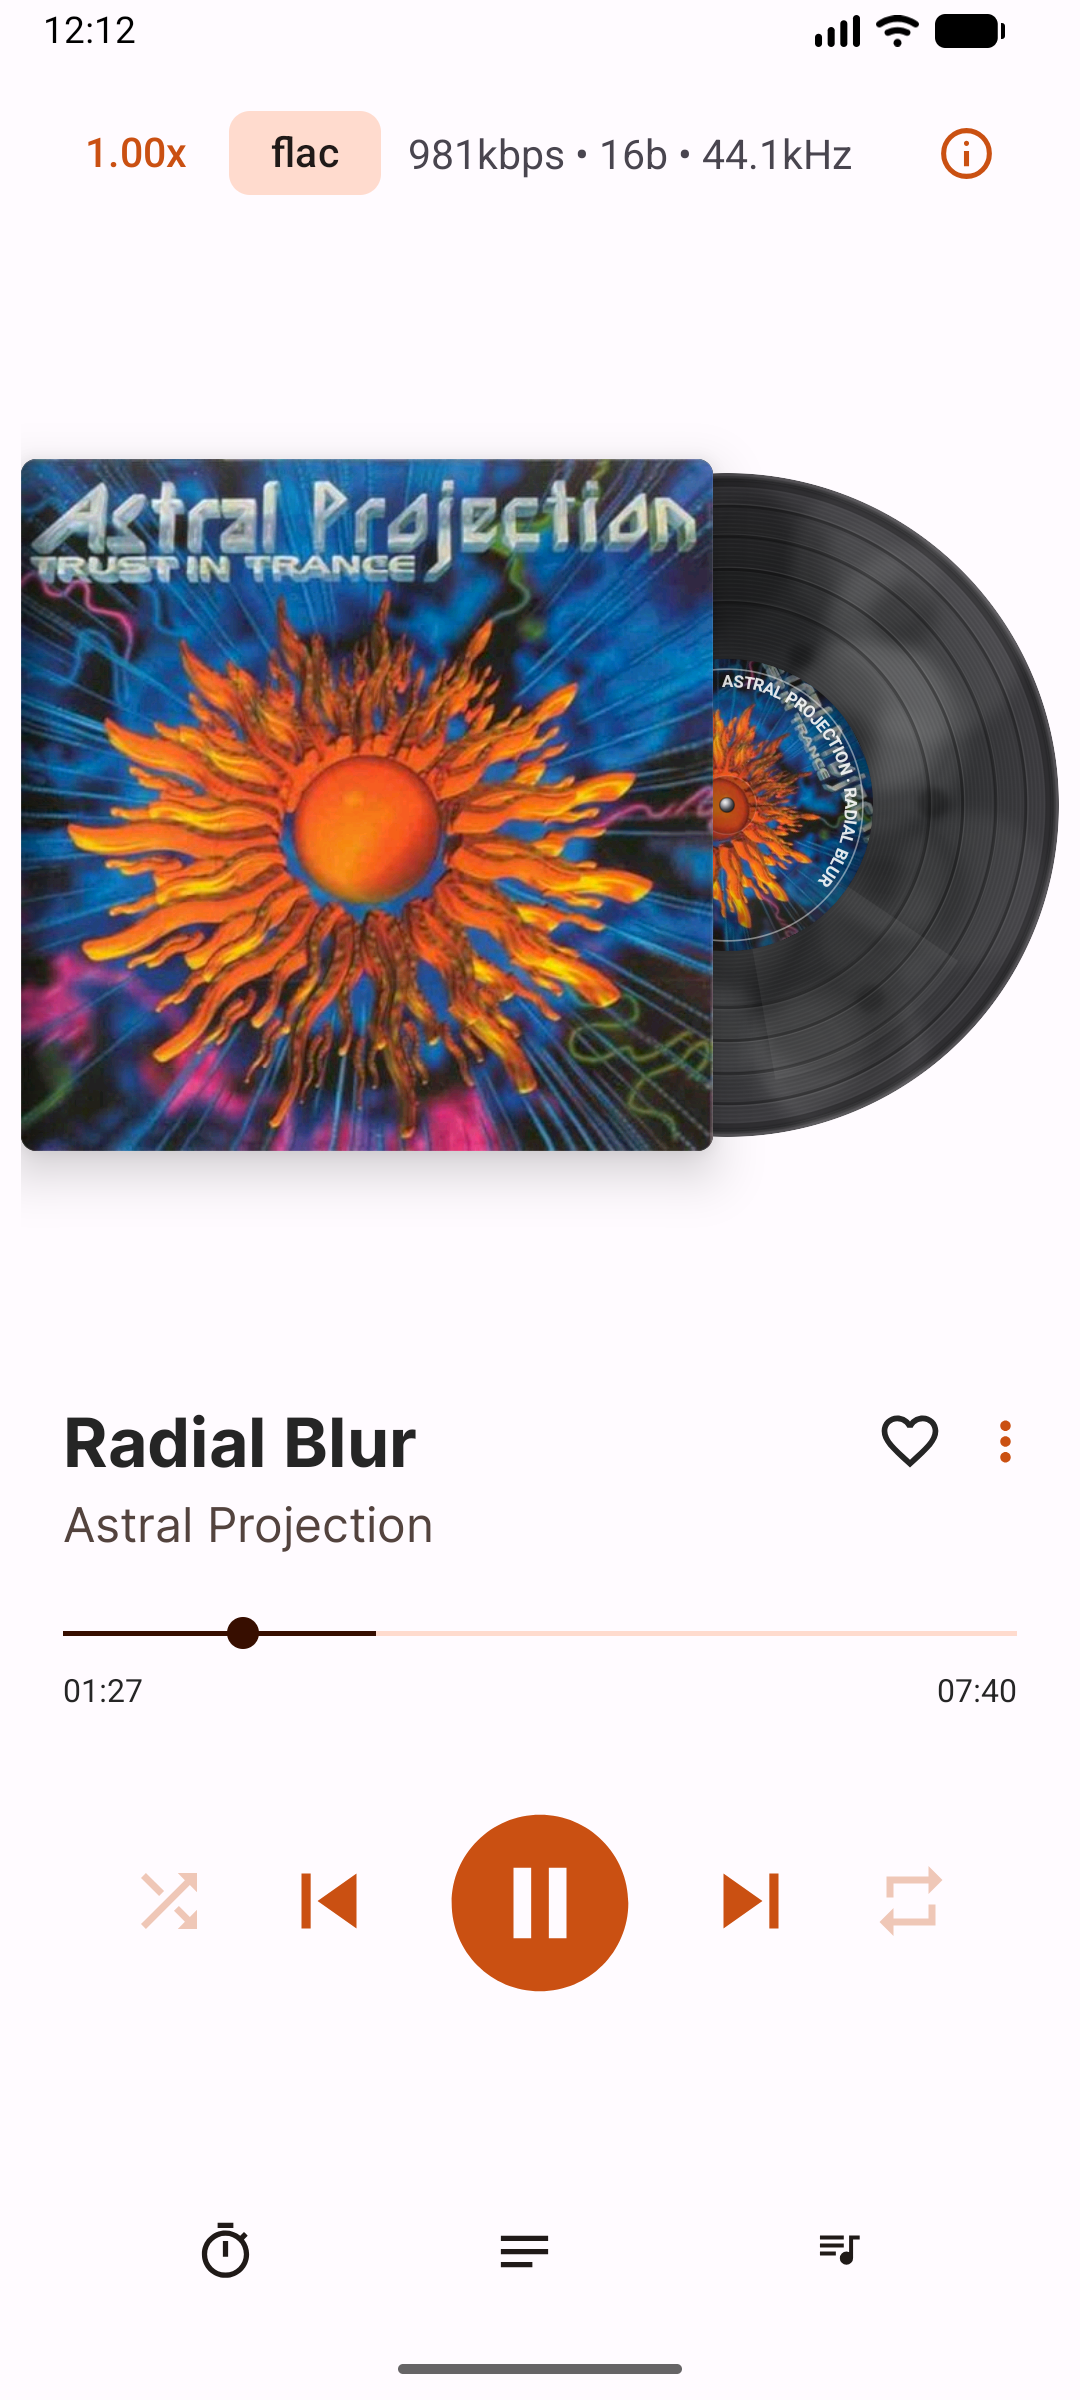 12:12
1.00x flac 981kbps • 16b • 44.1kHz
Astral Projection
TRUST IN TRANCE
ASTRAL PROJECTION · RADIAL BLUR
TRANCE
Radial Blur
Astral Projection
01:27 07:40